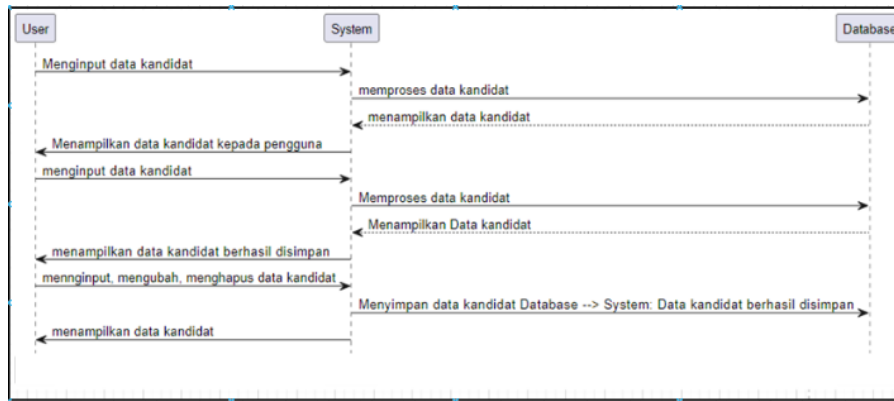 User System Database
Menginput data kandidat
memproses data kandidat
menampilkan data kandidat
Menampilkan data kandidat kepada pengguna
menginput data kandidat
Memproses data kandidat
Menampilkan Data kandidat
menampilkan data kandidat berhasil disimpan
mennginput, mengubah, menghapus data kandidat
Menyimpan data kandidat Database --> System: Data kandidat berhasil disimpan
menampilkan data kandidat